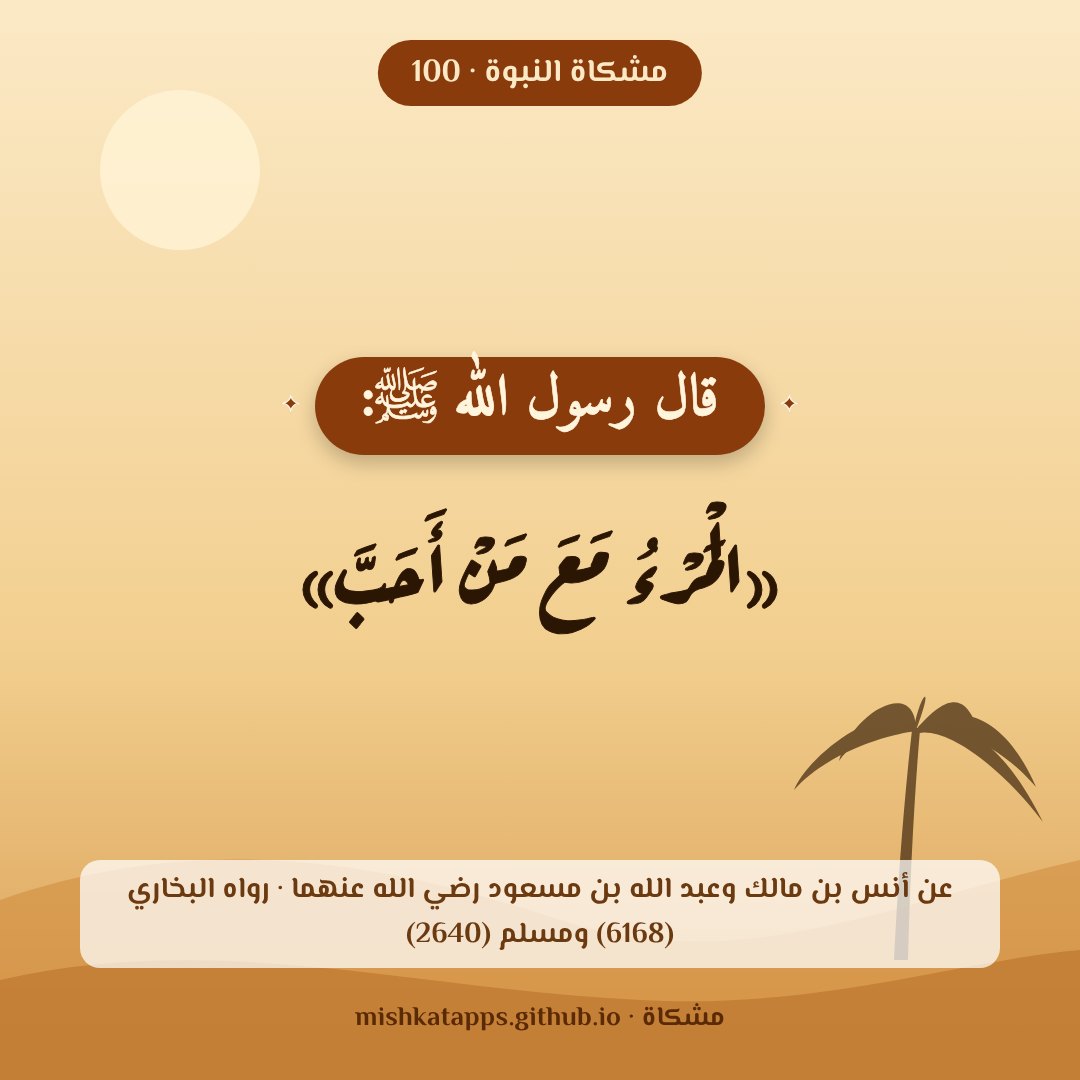 مشكاة النبوة · 100
قال رسول الله ﷺ:
«الْمَرْءُ مَعَ مَنْ أَحَبَّ»
عن أنس بن مالك وعبد الله بن مسعود رضي الله عنهما · رواه البخاري
(6168) ومسلم (2640)
مشكاة · mishkatapps.github.io